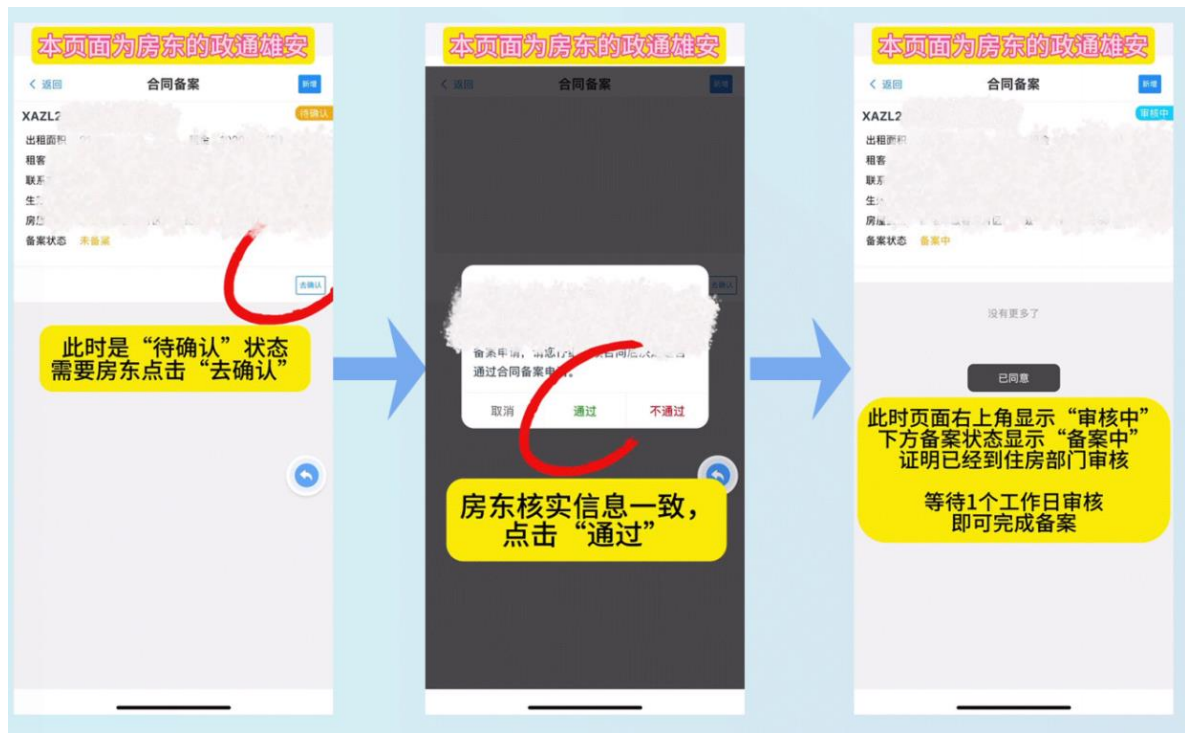 本页面为房东的政通雄安
返回
合同备案
新增
XAZL2
待确认
出租面积
租客
联系
生
房
备案状态 未备案
去确认
此时是“待确认”状态
需要房东点击“去确认”
本页面为房东的政通雄安
返回
合同备案
新增
去确认
备案申请，请您
通过合同备案申
取消
通过
不通过
房东核实信息一致，
点击“通过”
本页面为房东的政通雄安
返回
合同备案
新增
XAZL2
审核中
出租面积
租客
联系
生
房屋
备案状态 备案中
没有更多了
已同意
此时页面右上角显示“审核中”
下方备案状态显示“备案中”
证明已经到住房部门审核
等待1个工作日审核
即可完成备案